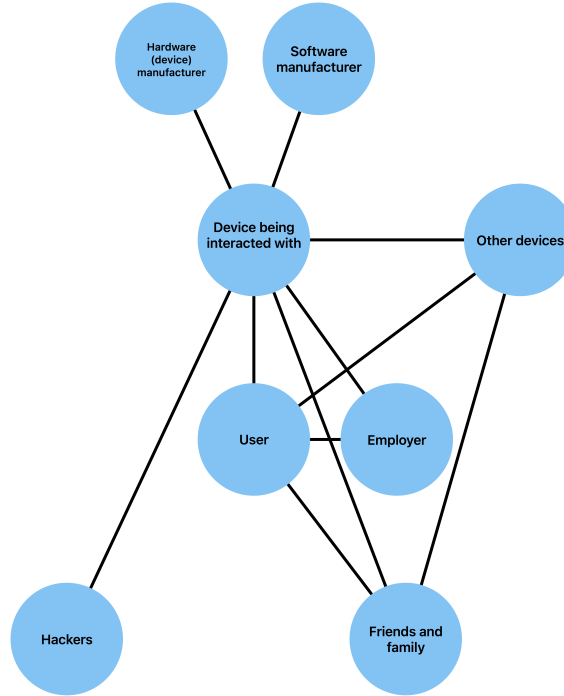 Hardware
(device)
manufacturer
Software
manufacturer
Device being
interacted with
Other devices
User
Employer
Hackers
Friends and
family